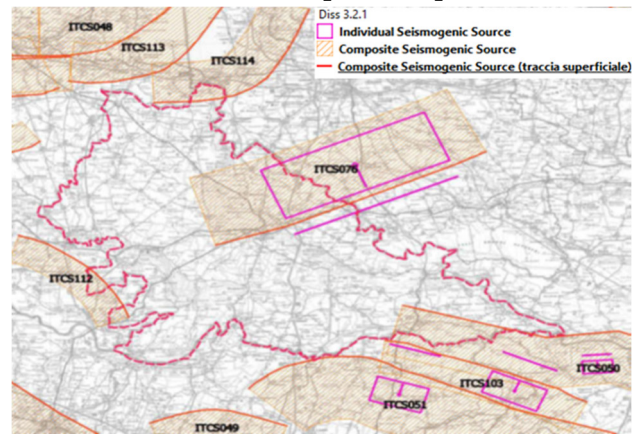 Diss 3.2.1
Individual Seismogenic Source
Composite Seismogenic Source
Composite Seismogenic Source (traccia superficiale)
ITCS048
ITCS113
ITCS114
ITCS076
ITCS112
ITCS050
ITCS103
ITCS051
ITCS049